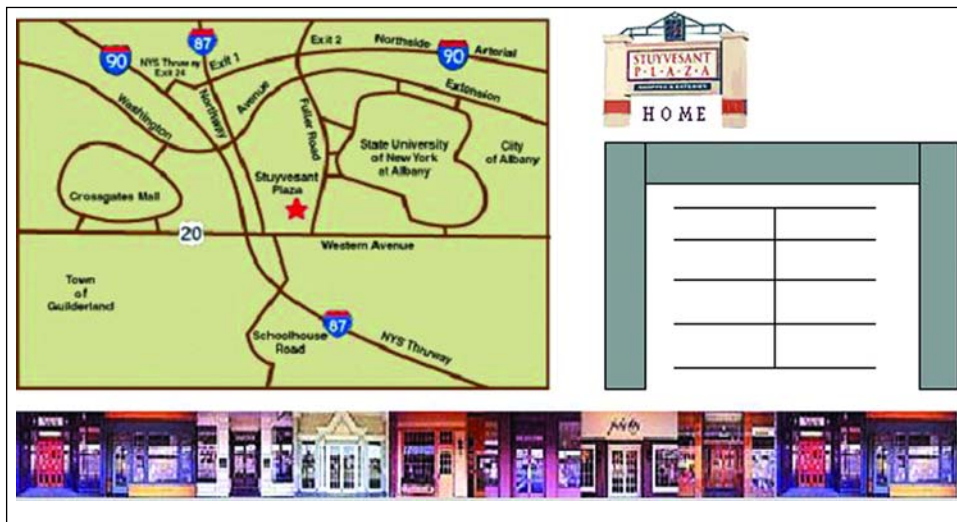 90
NYS Thruway
Exit 24
87
Exit 1
Exit 2
Northside
90
Arterial
Washington
Northway
Avenue
Extension
Fuller Road
State University
of New York
at Albany
City
of Albany
Stuyvesant
Plaza
Crossgates Mall
20
Western Avenue
Town
of
Guilderland
Schoolhouse
Road
87
NYS Thruway
STUYVESANT
P·L·A·Z·A
SHOPPES & EATERIES
HOME